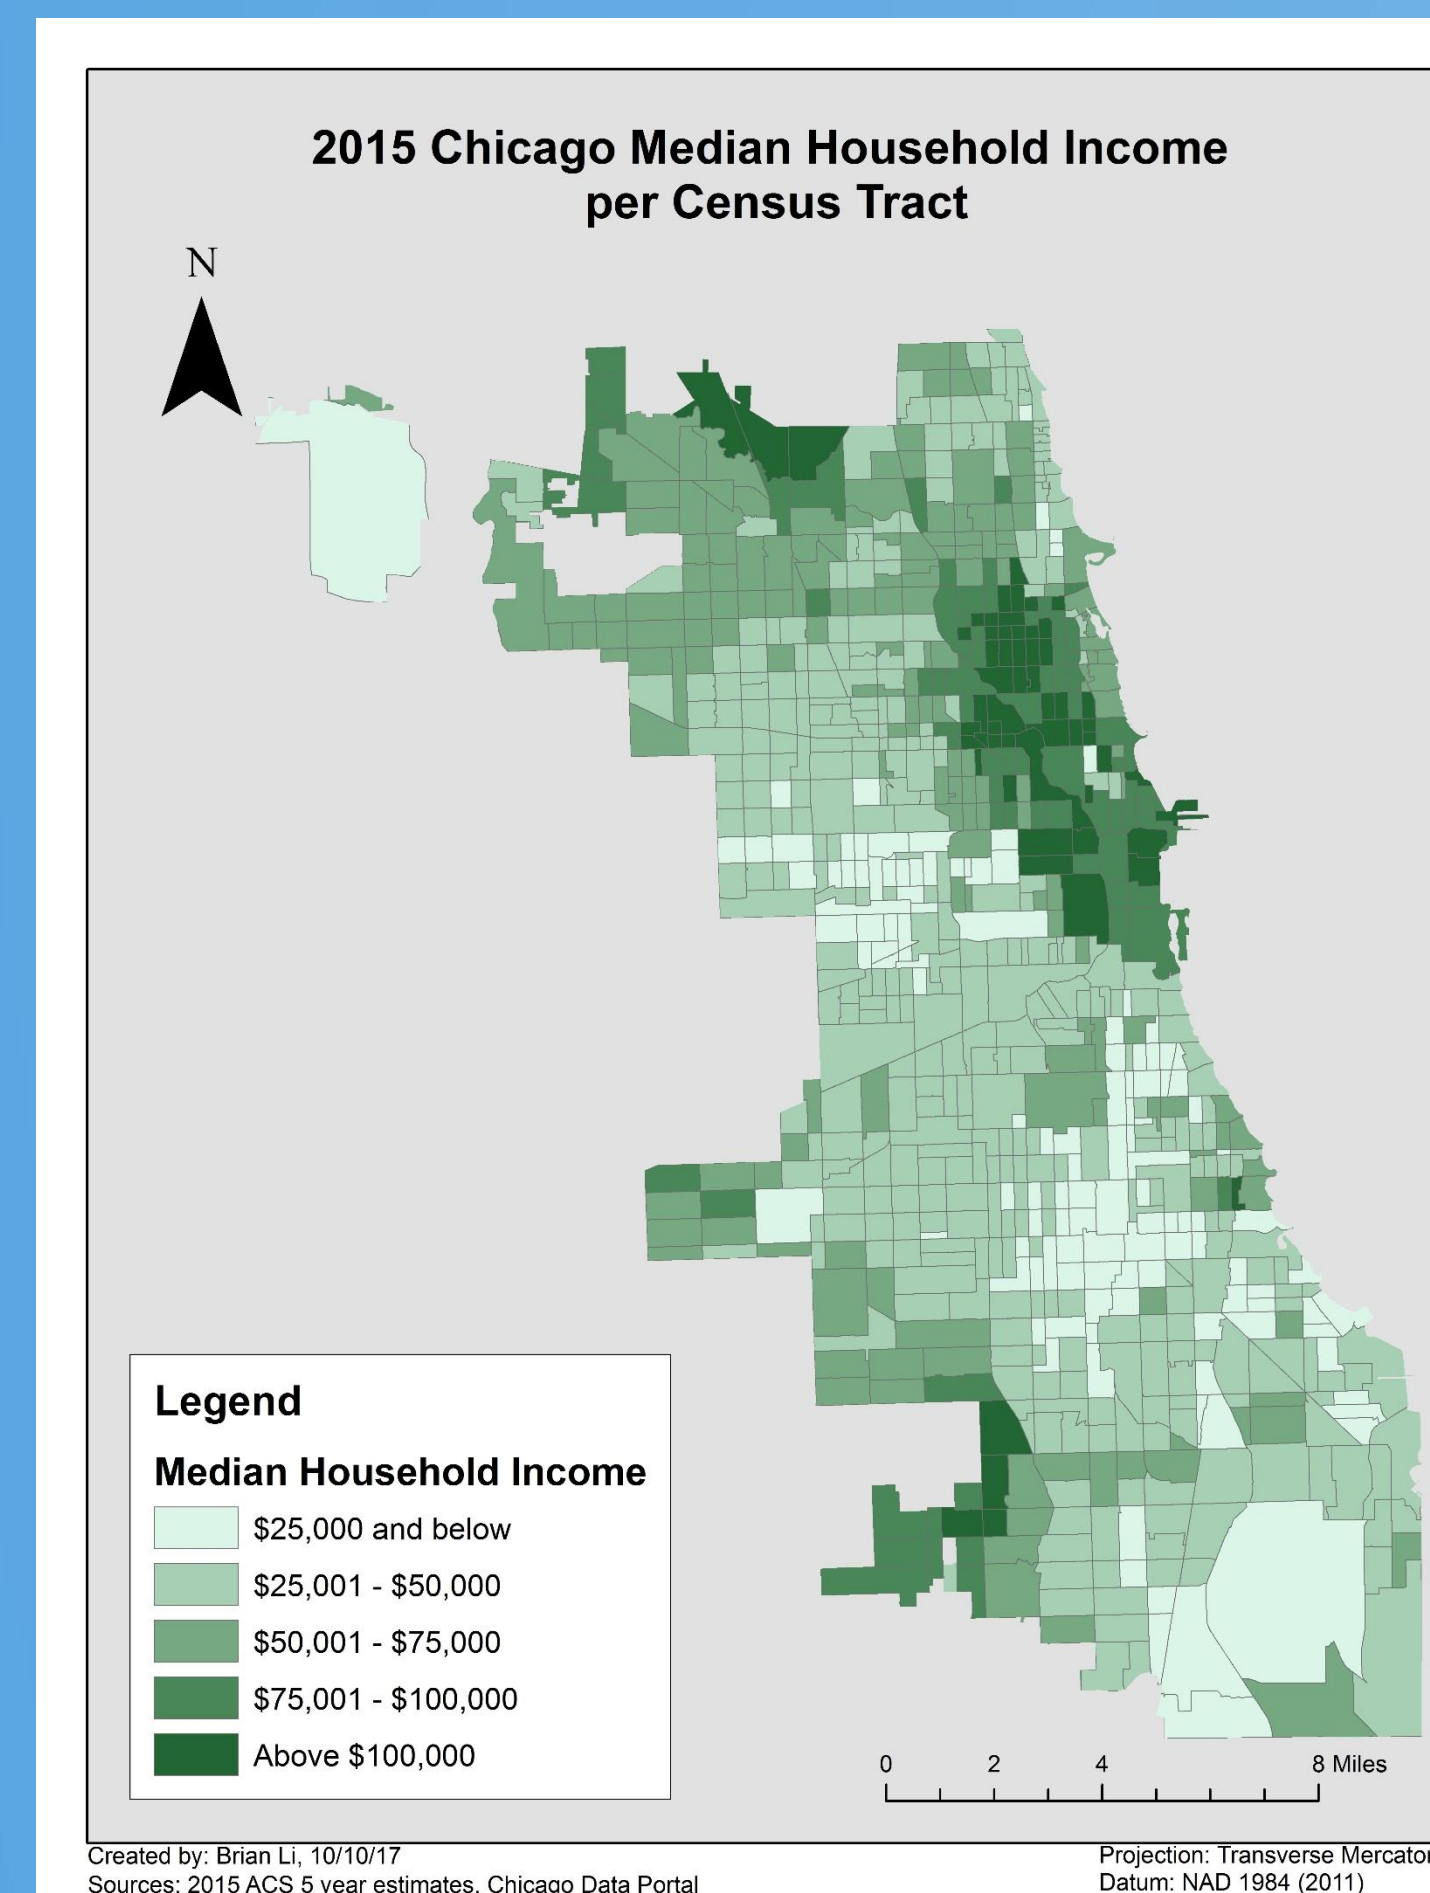 2015 Chicago Median Household Income
per Census Tract
N
Legend
Median Household Income
$25,000 and below
$25,001 - $50,000
$50,001 - $75,000
$75,001 - $100,000
Above $100,000
0 2 4 8 Miles
Created by: Brian Li, 10/10/17
Sources: 2015 ACS 5 year estimates, Chicago Data Portal
Projection: Transverse Mercator
Datum: NAD 1984 (2011)